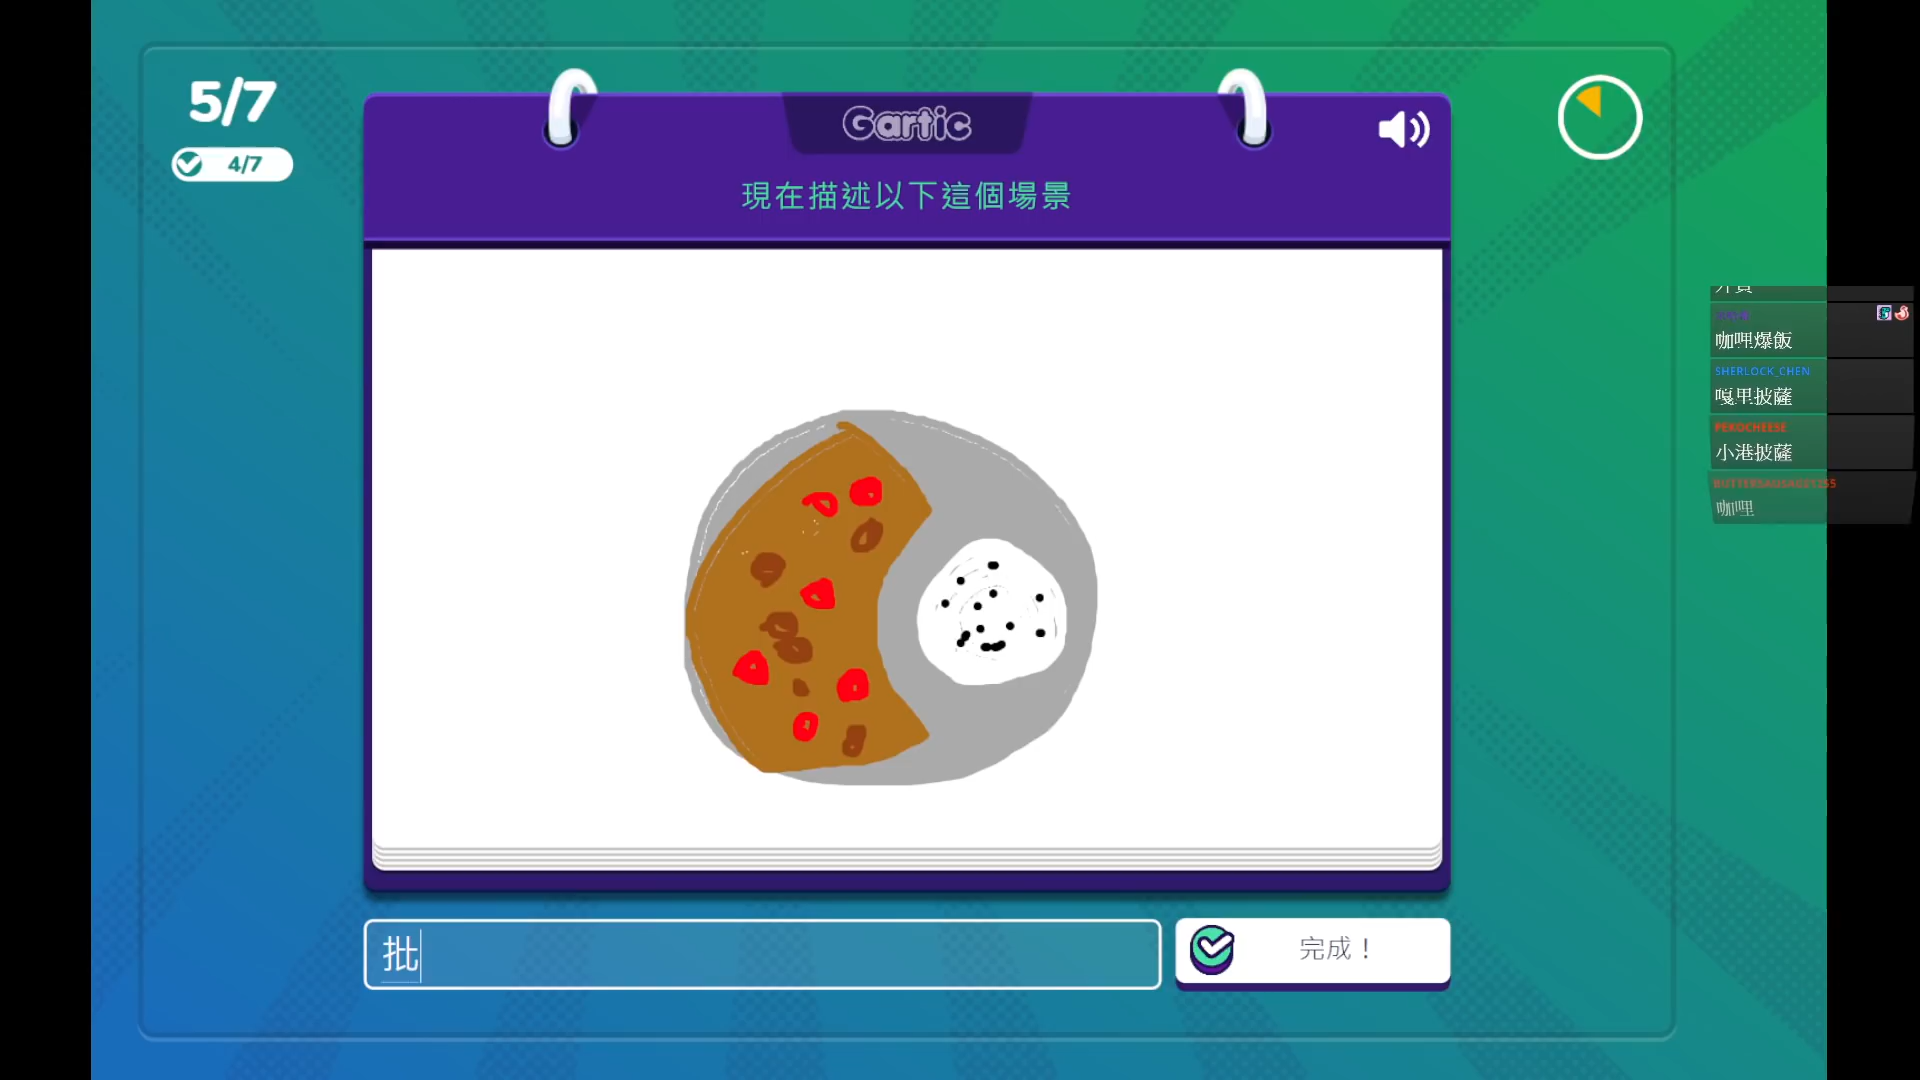 5/7
4/7
Gartic
現在描述以下這個場景
咖哩爆飯
SHERLOCK_CHEN
嘎里披薩
PEKOCHEESE
小港披薩
咖哩
批
完成！